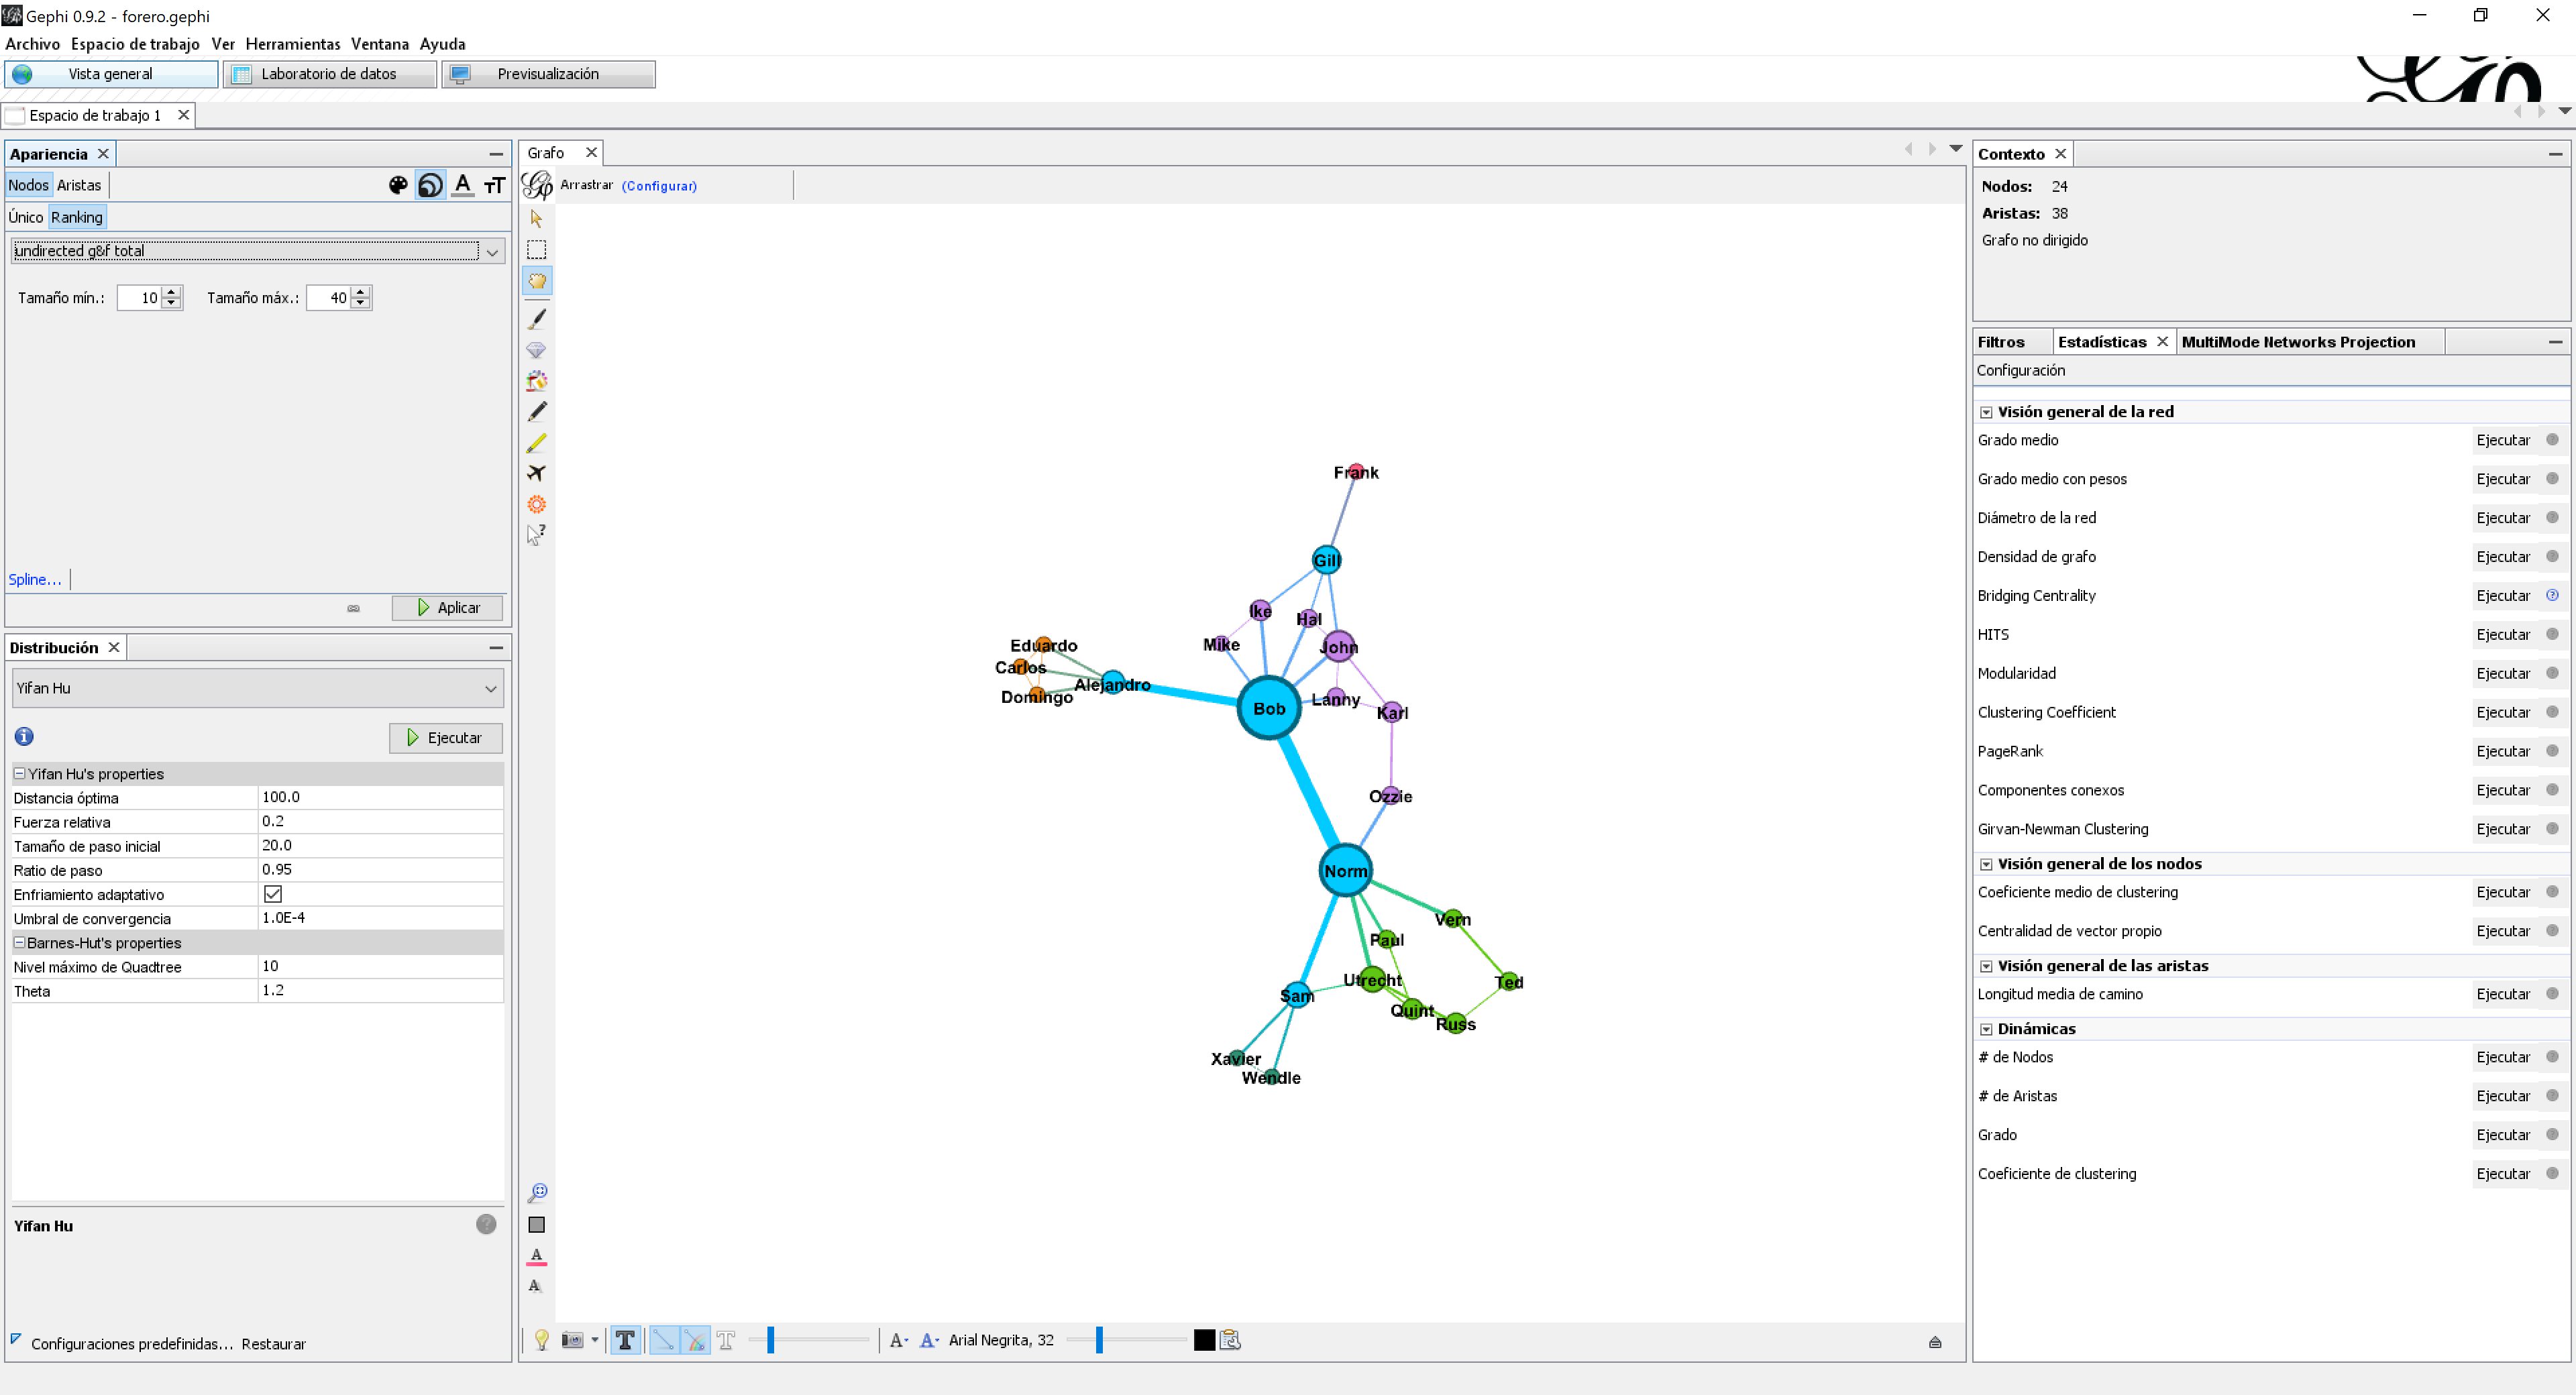 Gephi 0.9.2 - forero.gephi
Archivo Espacio de trabajo Ver Herramientas Ventana Ayuda
Vista general Laboratorio de datos Previsualización
Espacio de trabajo 1
Apariencia
Nodos Aristas
Único Ranking
undirected g&f total
Tamaño mín.: 10 Tamaño máx.: 40
Spline...
Aplicar
Distribución
Yifan Hu
Ejecutar
Yifan Hu's properties
Distancia óptima 100.0
Fuerza relativa 0.2
Tamaño de paso inicial 20.0
Ratio de paso 0.95
Enfriamiento adaptativo
Umbral de convergencia 1.0E-4
Barnes-Hut's properties
Nivel máximo de Quadtree 10
Theta 1.2
Yifan Hu
Configuraciones predefinidas... Restaurar
Grafo
Arrastrar (Configurar)
Frank
Gill
Ike
Hal
Mike
John
Eduardo
Carlos
Alejandro
Domingo
Bob
Lanny
Karl
Ozzie
Norm
Vern
Paul
Utrecht
Ted
Sam
Quint
Russ
Xavier
Wendle
Arial Negrita, 32
Contexto
Nodos: 24
Aristas: 38
Grafo no dirigido
Filtros Estadísticas MultiMode Networks Projection
Configuración
Visión general de la red
Grado medio Ejecutar
Grado medio con pesos Ejecutar
Diámetro de la red Ejecutar
Densidad de grafo Ejecutar
Bridging Centrality Ejecutar
HITS Ejecutar
Modularidad Ejecutar
Clustering Coefficient Ejecutar
PageRank Ejecutar
Componentes conexos Ejecutar
Girvan-Newman Clustering Ejecutar
Visión general de los nodos
Coeficiente medio de clustering Ejecutar
Centralidad de vector propio Ejecutar
Visión general de las aristas
Longitud media de camino Ejecutar
Dinámicas
# de Nodos Ejecutar
# de Aristas Ejecutar
Grado Ejecutar
Coeficiente de clustering Ejecutar